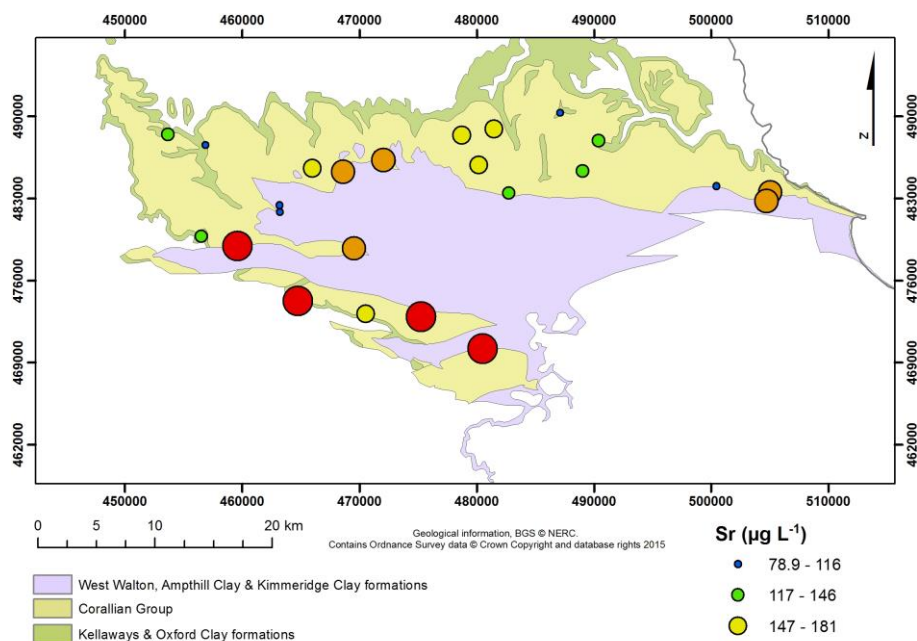 450000 460000 470000 480000 490000 500000 510000
490000 490000
N
483000 483000
476000 476000
469000 469000
462000 462000
450000 460000 470000 480000 490000 500000 510000
0 5 10 20 km
Geological information, BGS © NERC.
Contains Ordnance Survey data © Crown Copyright and database rights 2015
Sr (µg L⁻¹)
78.9 - 116
117 - 146
147 - 181
West Walton, Ampthill Clay & Kimmeridge Clay formations
Corallian Group
Kellaways & Oxford Clay formations